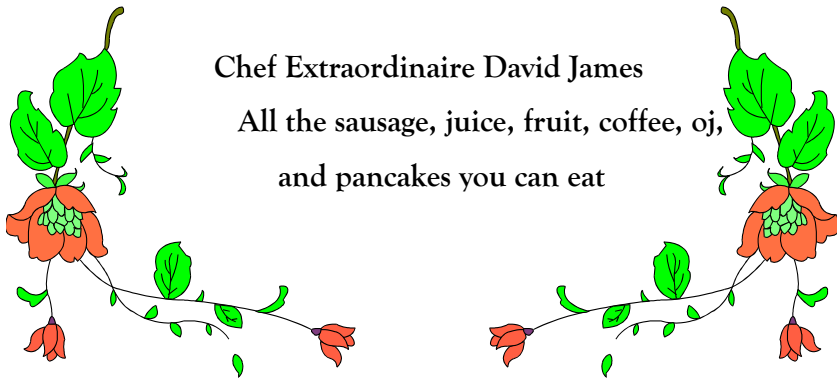 Chef Extraordinaire David James
All the sausage, juice, fruit, coffee, oj,
and pancakes you can eat